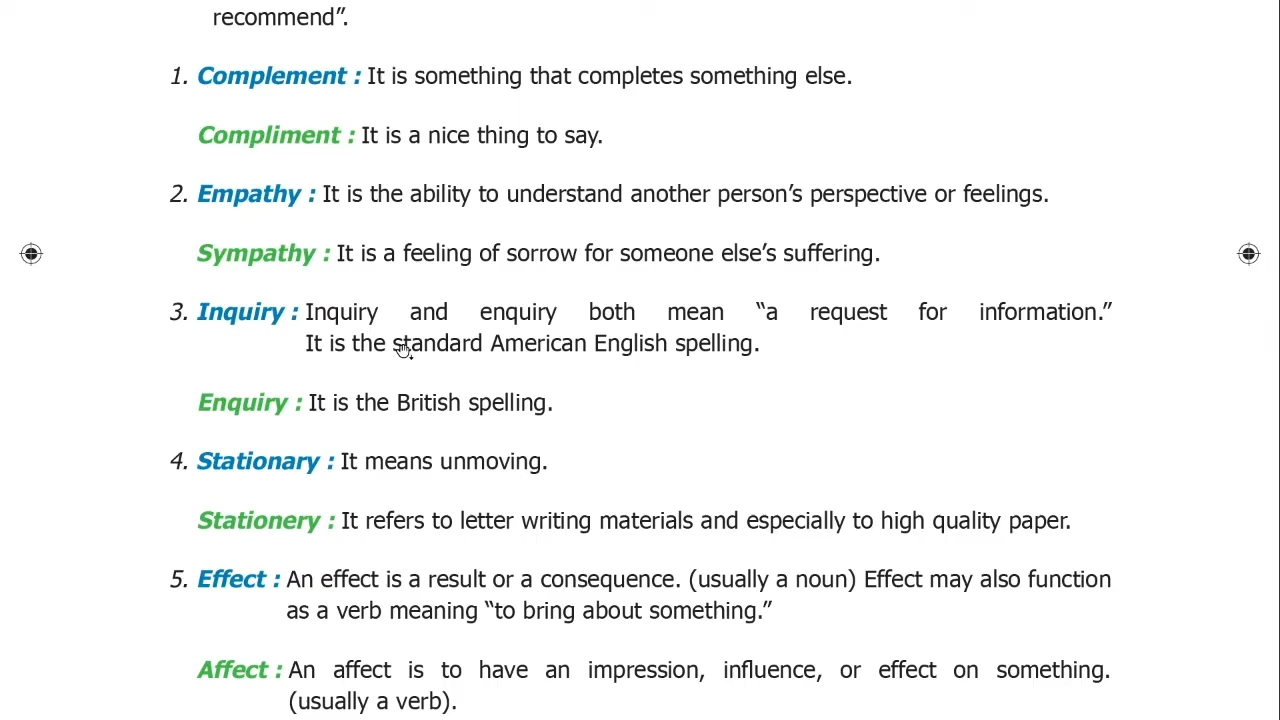 recommend”.
1. Complement : It is something that completes something else.
Compliment : It is a nice thing to say.
2. Empathy : It is the ability to understand another person’s perspective or feelings.
Sympathy : It is a feeling of sorrow for someone else’s suffering.
3. Inquiry : Inquiry and enquiry both mean “a request for information.”
It is the standard American English spelling.
Enquiry : It is the British spelling.
4. Stationary : It means unmoving.
Stationery : It refers to letter writing materials and especially to high quality paper.
5. Effect : An effect is a result or a consequence. (usually a noun) Effect may also function
as a verb meaning “to bring about something.”
Affect : An affect is to have an impression, influence, or effect on something.
(usually a verb).